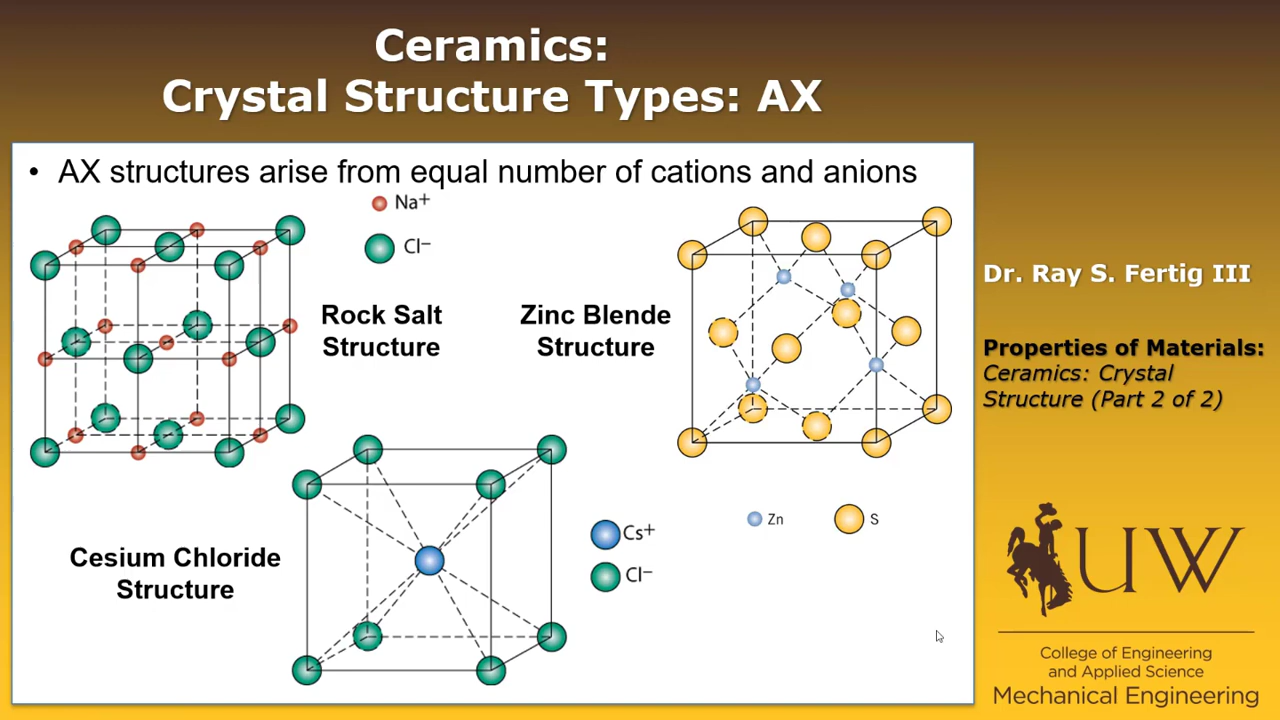 Ceramics:
Crystal Structure Types: AX
• AX structures arise from equal number of cations and anions
Na⁺
Cl⁻
Rock Salt
Structure
Zinc Blende
Structure
Zn
S
Cesium Chloride
Structure
Cs⁺
Cl⁻
Dr. Ray S. Fertig III
Properties of Materials:
Ceramics: Crystal
Structure (Part 2 of 2)
UW
College of Engineering
and Applied Science
Mechanical Engineering